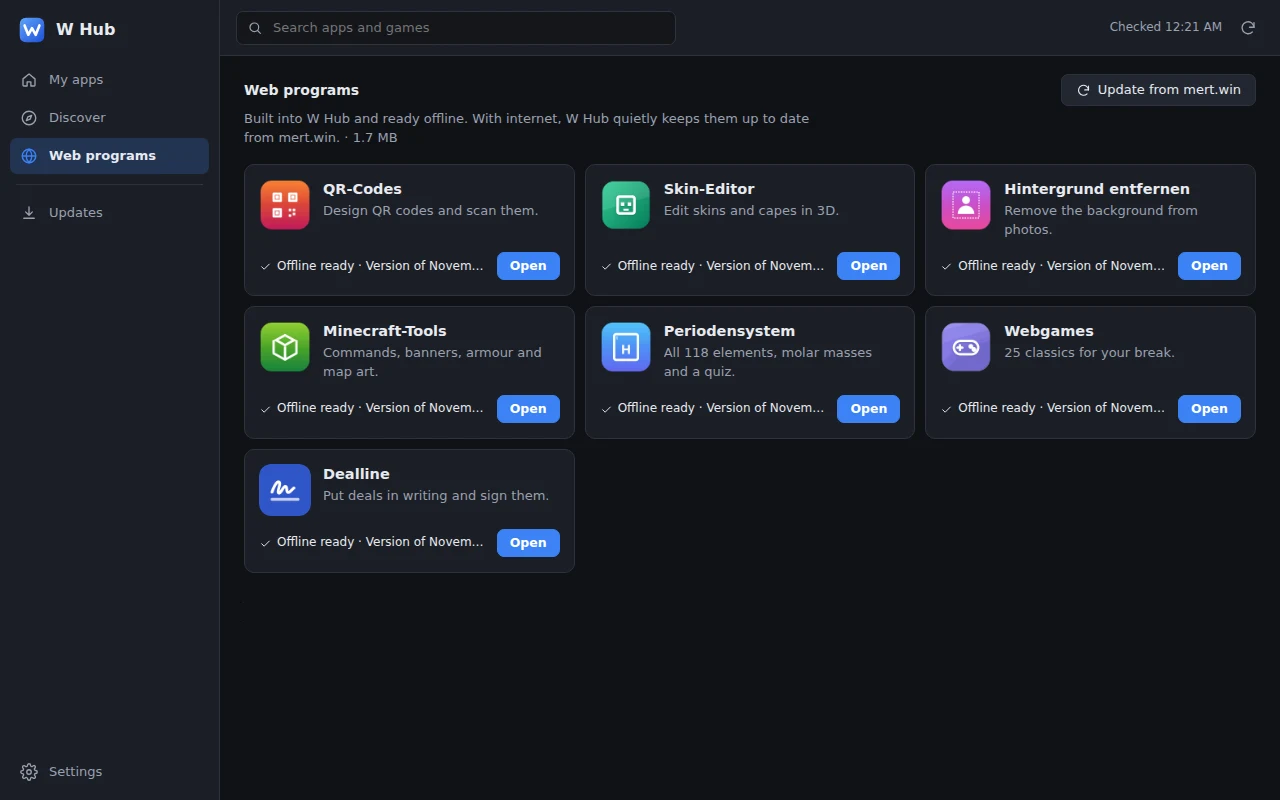 W Hub
Search apps and games
Checked 12:21 AM
My apps
Discover
Web programs
Updates
Settings
Web programs
Update from mert.win
Built into W Hub and ready offline. With internet, W Hub quietly keeps them up to date
from mert.win. · 1.7 MB
QR-Codes
Design QR codes and scan them.
Offline ready · Version of Novem…
Open
Skin-Editor
Edit skins and capes in 3D.
Offline ready · Version of Novem…
Open
Hintergrund entfernen
Remove the background from
photos.
Offline ready · Version of Novem…
Open
Minecraft-Tools
Commands, banners, armour and
map art.
Offline ready · Version of Novem…
Open
H
Periodensystem
All 118 elements, molar masses
and a quiz.
Offline ready · Version of Novem…
Open
Webgames
25 classics for your break.
Offline ready · Version of Novem…
Open
Dealline
Put deals in writing and sign them.
Offline ready · Version of Novem…
Open